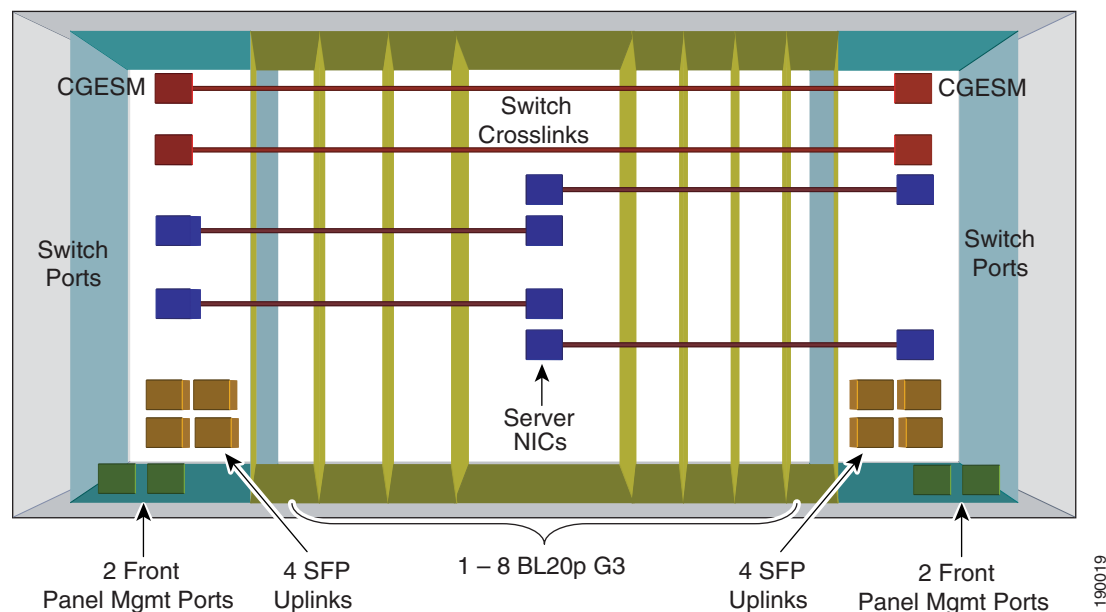 CGESM
CGESM
Switch
Crosslinks
Switch
Ports
Switch
Ports
Server
NICs
2 Front
Panel Mgmt Ports
4 SFP
Uplinks
1 – 8 BL20p G3
4 SFP
Uplinks
2 Front
Panel Mgmt Ports
190019